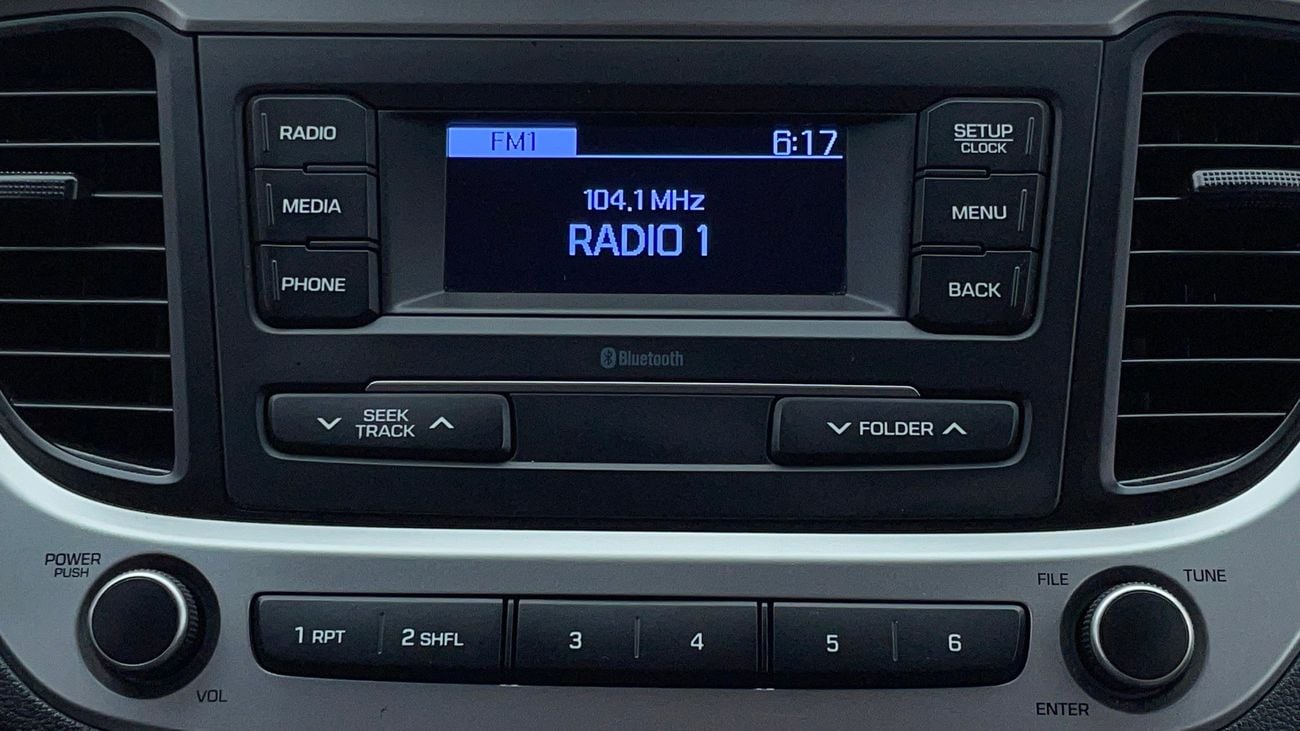 RADIO
MEDIA
PHONE
FM1 6:17
104.1 MHz
RADIO 1
SETUP
CLOCK
MENU
BACK
Bluetooth
SEEK
TRACK
FOLDER
POWER
PUSH
VOL
1 RPT 2 SHFL 3 4 5 6
FILE TUNE
ENTER